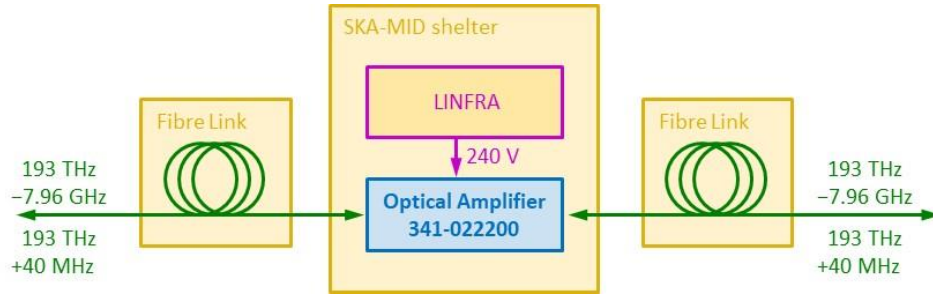 SKA-MID shelter
LINFRA
240 V
Optical Amplifier
341-022200
Fibre Link
193 THz
−7.96 GHz
193 THz
+40 MHz
Fibre Link
193 THz
−7.96 GHz
193 THz
+40 MHz